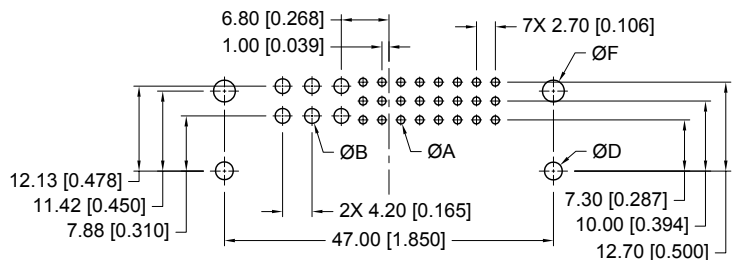 6.80 [0.268]
1.00 [0.039]
7X 2.70 [0.106]
ØF
ØB
ØA
ØD
12.13 [0.478]
11.42 [0.450]
7.88 [0.310]
2X 4.20 [0.165]
47.00 [1.850]
7.30 [0.287]
10.00 [0.394]
12.70 [0.500]